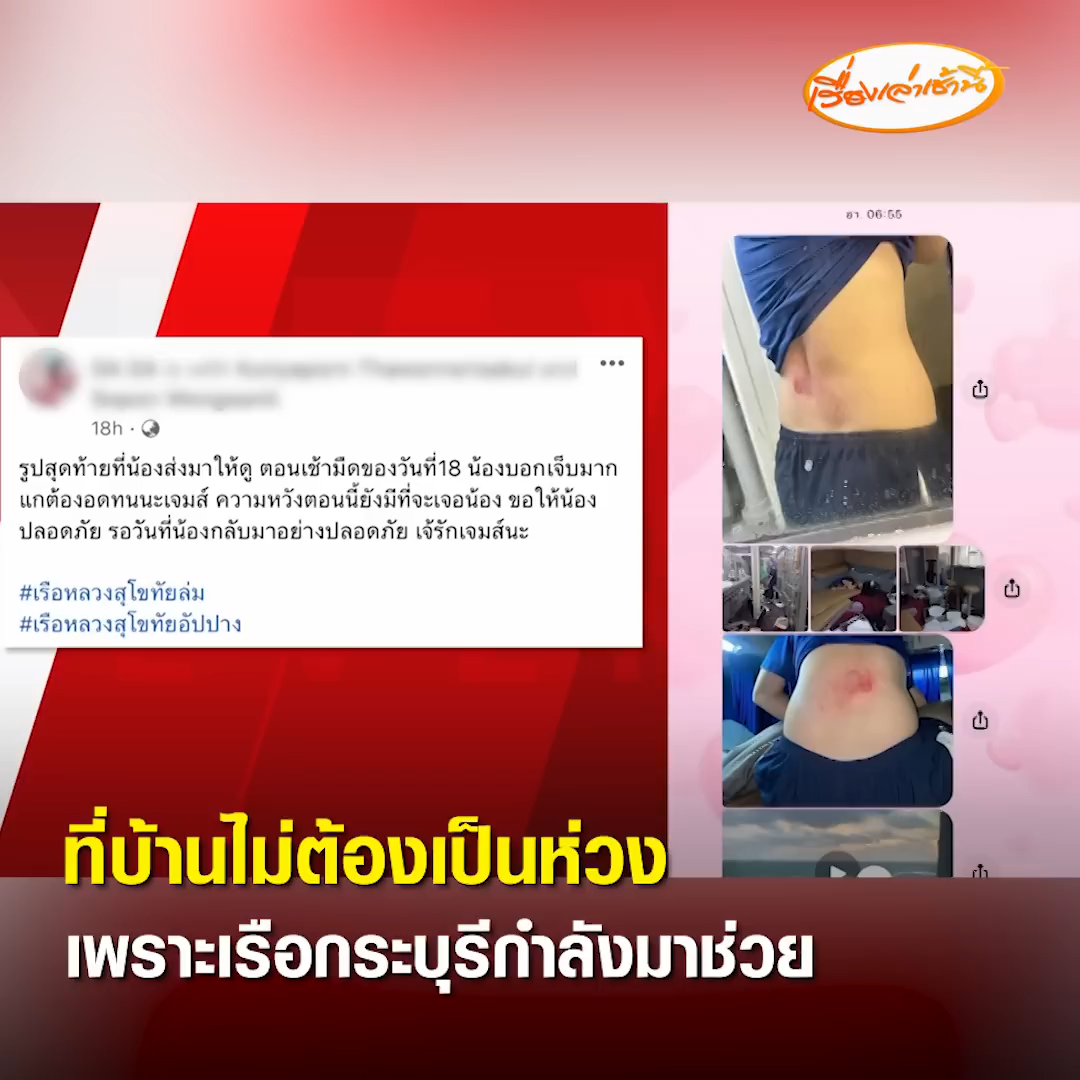 เรื่องเล่าเช้านี้
อา. 06:55
18h
รูปสุดท้ายที่น้องส่งมาให้ดู ตอนเช้ามืดของวันที่18 น้องบอกเจ็บมาก
แกต้องอดทนนะเจมส์ ความหวังตอนนี้ยังมีที่จะเจอน้อง ขอให้น้อง
ปลอดภัย รอวันที่น้องกลับมาอย่างปลอดภัย เจ้รักเจมส์นะ
#เรือหลวงสุโขทัยล่ม
#เรือหลวงสุโขทัยอัปปาง
ที่บ้านไม่ต้องเป็นห่วง
เพราะเรือกระบุรีกำลังมาช่วย